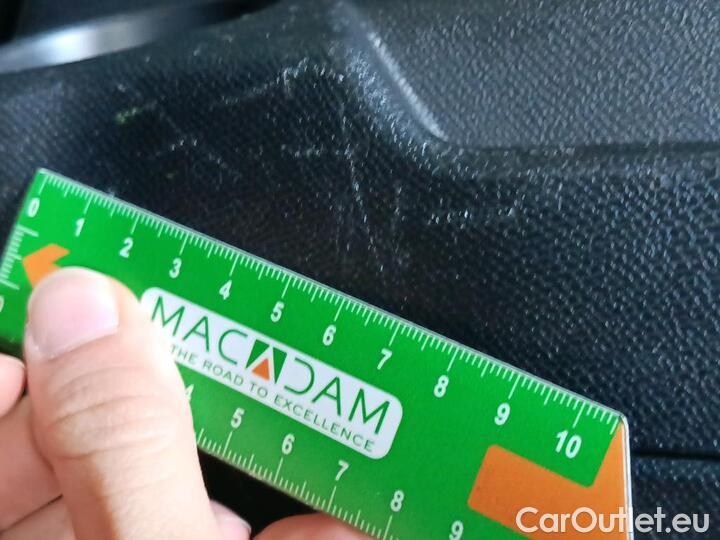 0 1 2 3 4 5 6 7 8 9 10
MACADAM
THE ROAD TO EXCELLENCE
4 5 6 7 8 9
CarOutlet.eu